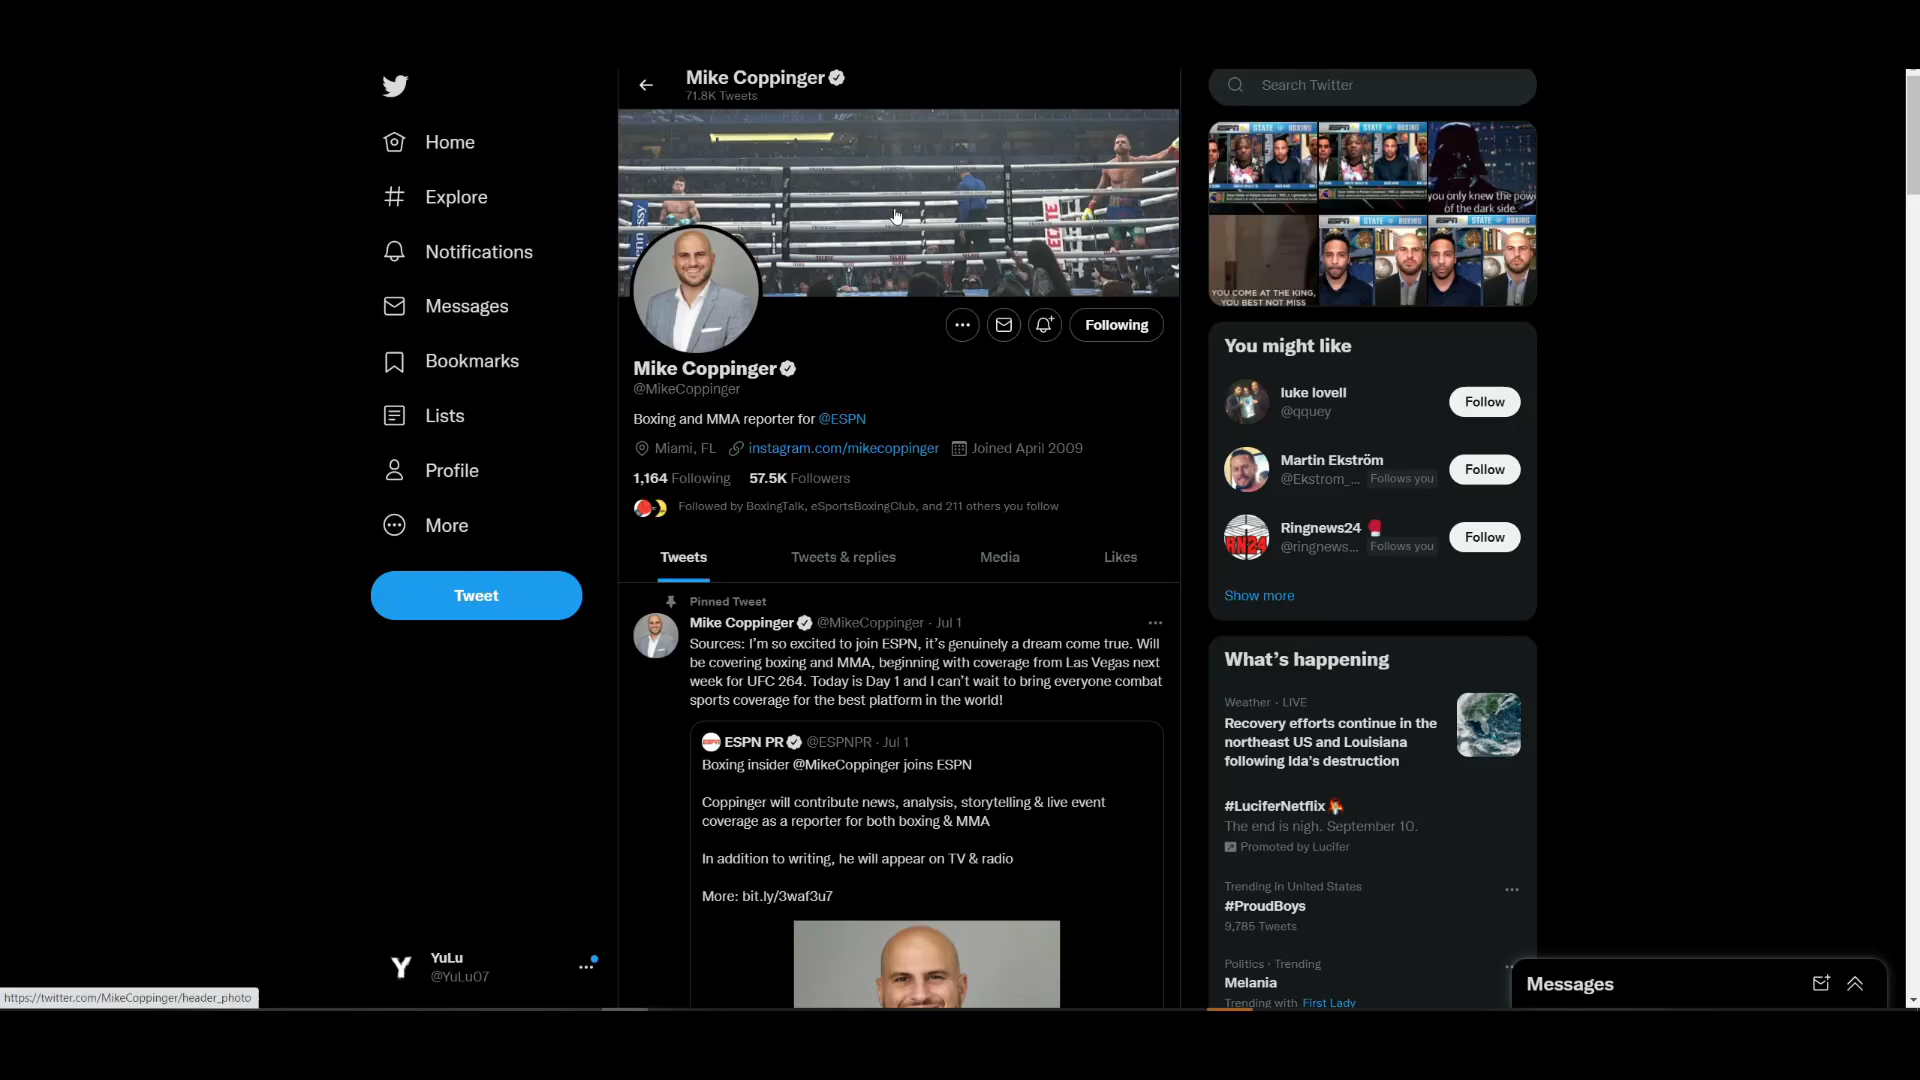 Home
Explore
Notifications
Messages
Bookmarks
Lists
Profile
More
Tweet
YuLu
@YuLu07
https://twitter.com/MikeCoppinger/header_photo
Mike Coppinger
71.8K Tweets
TECATE
Following
Mike Coppinger
@MikeCoppinger
Boxing and MMA reporter for @ESPN
Miami, FL instagram.com/mikecoppinger Joined April 2009
1,164 Following 57.5K Followers
Followed by BoxingTalk, eSportsBoxingClub, and 211 others you follow
Tweets Tweets & replies Media Likes
Pinned Tweet
Mike Coppinger @MikeCoppinger · Jul 1
Sources: I'm so excited to join ESPN, it's genuinely a dream come true. Will
be covering boxing and MMA, beginning with coverage from Las Vegas next
week for UFC 264. Today is Day 1 and I can't wait to bring everyone combat
sports coverage for the best platform in the world!
ESPN PR @ESPNPR · Jul 1
Boxing insider @MikeCoppinger joins ESPN
Coppinger will contribute news, analysis, storytelling & live event
coverage as a reporter for both boxing & MMA
In addition to writing, he will appear on TV & radio
More: bit.ly/3waf3u7
Search Twitter
STATE OF BOXING
STATE OF BOXING
you only knew the pow
of the dark side.
YOU COME AT THE KING,
YOU BEST NOT MISS
STATE OF BOXING
STATE OF BOXING
You might like
luke lovell
@qquey
Follow
Martin Ekström
@Ekstrom_... Follows you
Follow
Ringnews24
@ringnews... Follows you
Follow
RN24
Show more
What's happening
Weather · LIVE
Recovery efforts continue in the
northeast US and Louisiana
following Ida's destruction
#LuciferNetflix
The end is nigh. September 10.
Promoted by Lucifer
Trending in United States
#ProudBoys
9,785 Tweets
Politics · Trending
Melania
Trending with First Lady
Messages